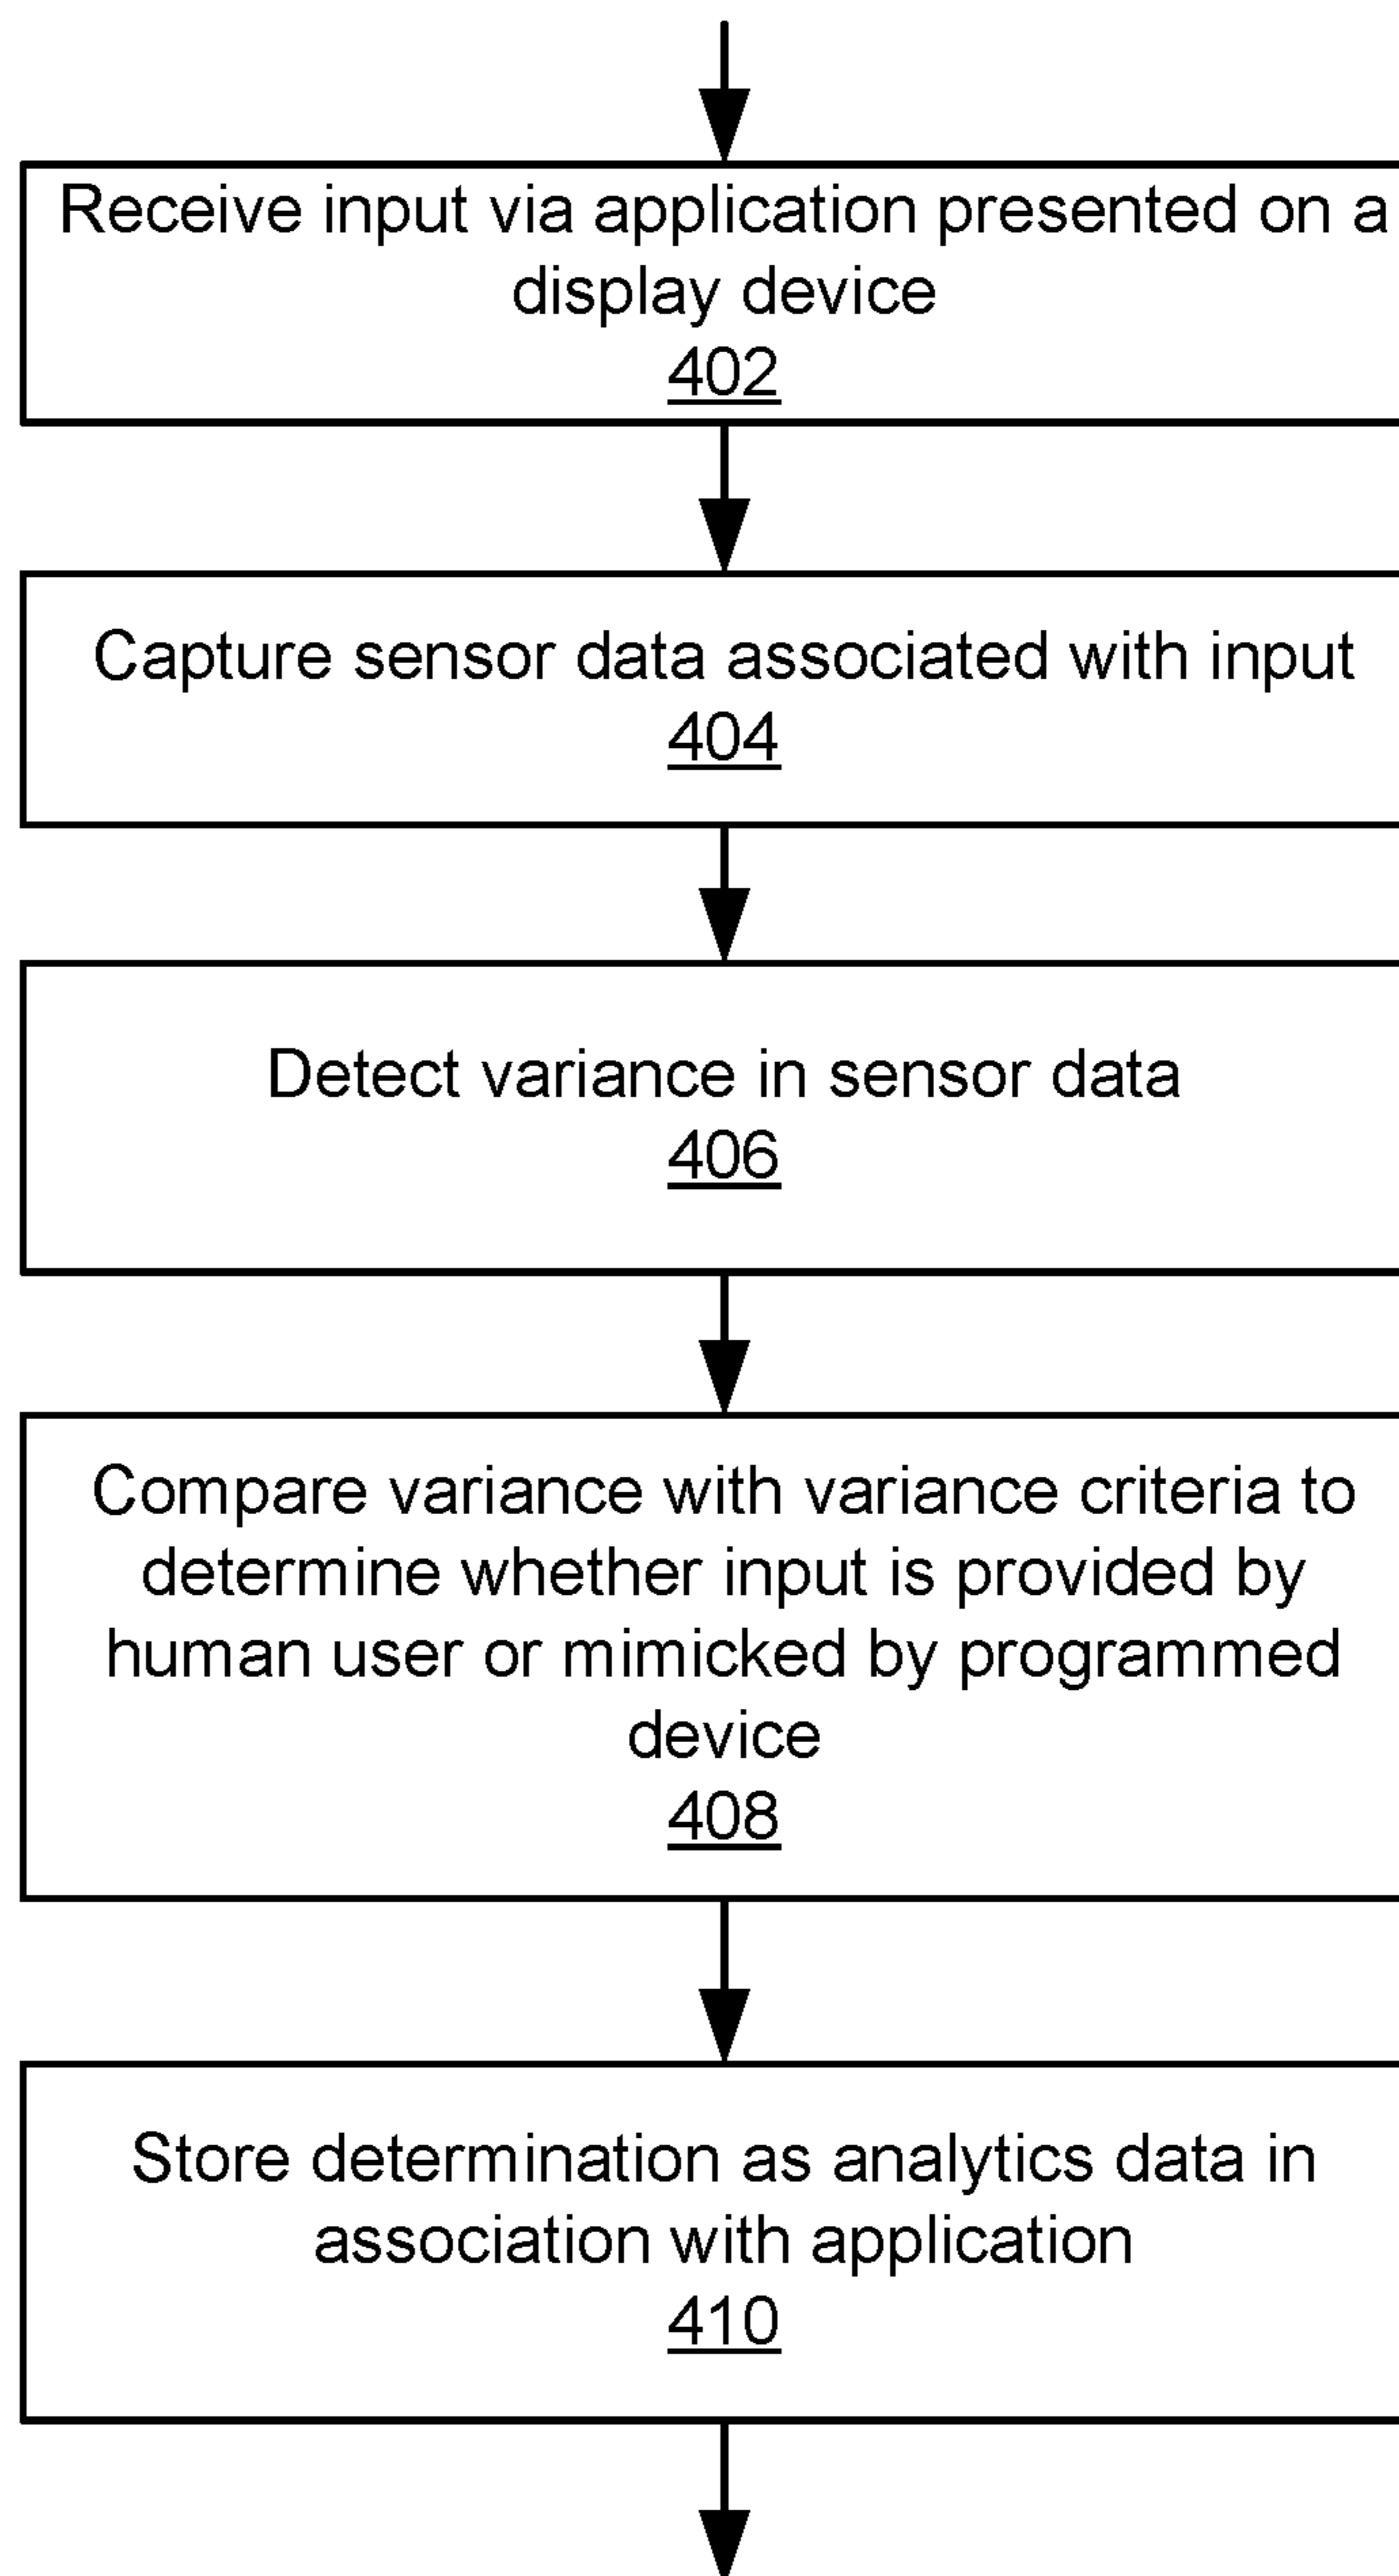 Receive input via application presented on a
display device
402
Capture sensor data associated with input
404
Detect variance in sensor data
406
Compare variance with variance criteria to
determine whether input is provided by
human user or mimicked by programmed
device
408
Store determination as analytics data in
association with application
410